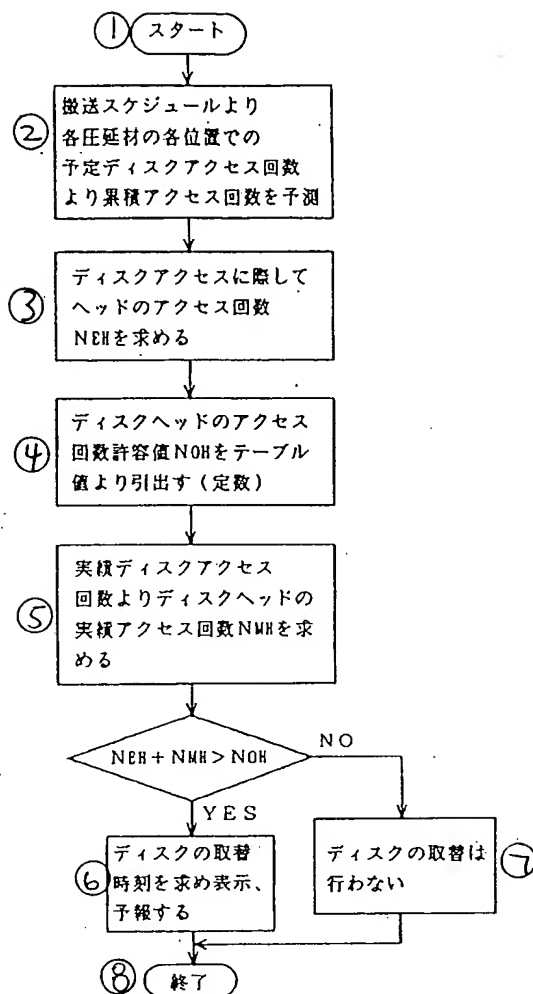 ① スタート
② 搬送スケジュールより
各圧延材の各位置での
予定ディスクアクセス回数
より累積アクセス回数を予測
③ ディスクアクセスに際して
ヘッドのアクセス回数
NEHを求める
④ ディスクヘッドのアクセス
回数許容値NOHをテーブル
値より引出す(定数)
⑤ 実績ディスクアクセス
回数よりディスクヘッドの
実績アクセス回数NMHを求
める
NEH+NMH>NOH
NO
YES
⑥ ディスクの取替
時刻を求め表示、
予報する
⑦ ディスクの取替は
行わない
⑧ 終了